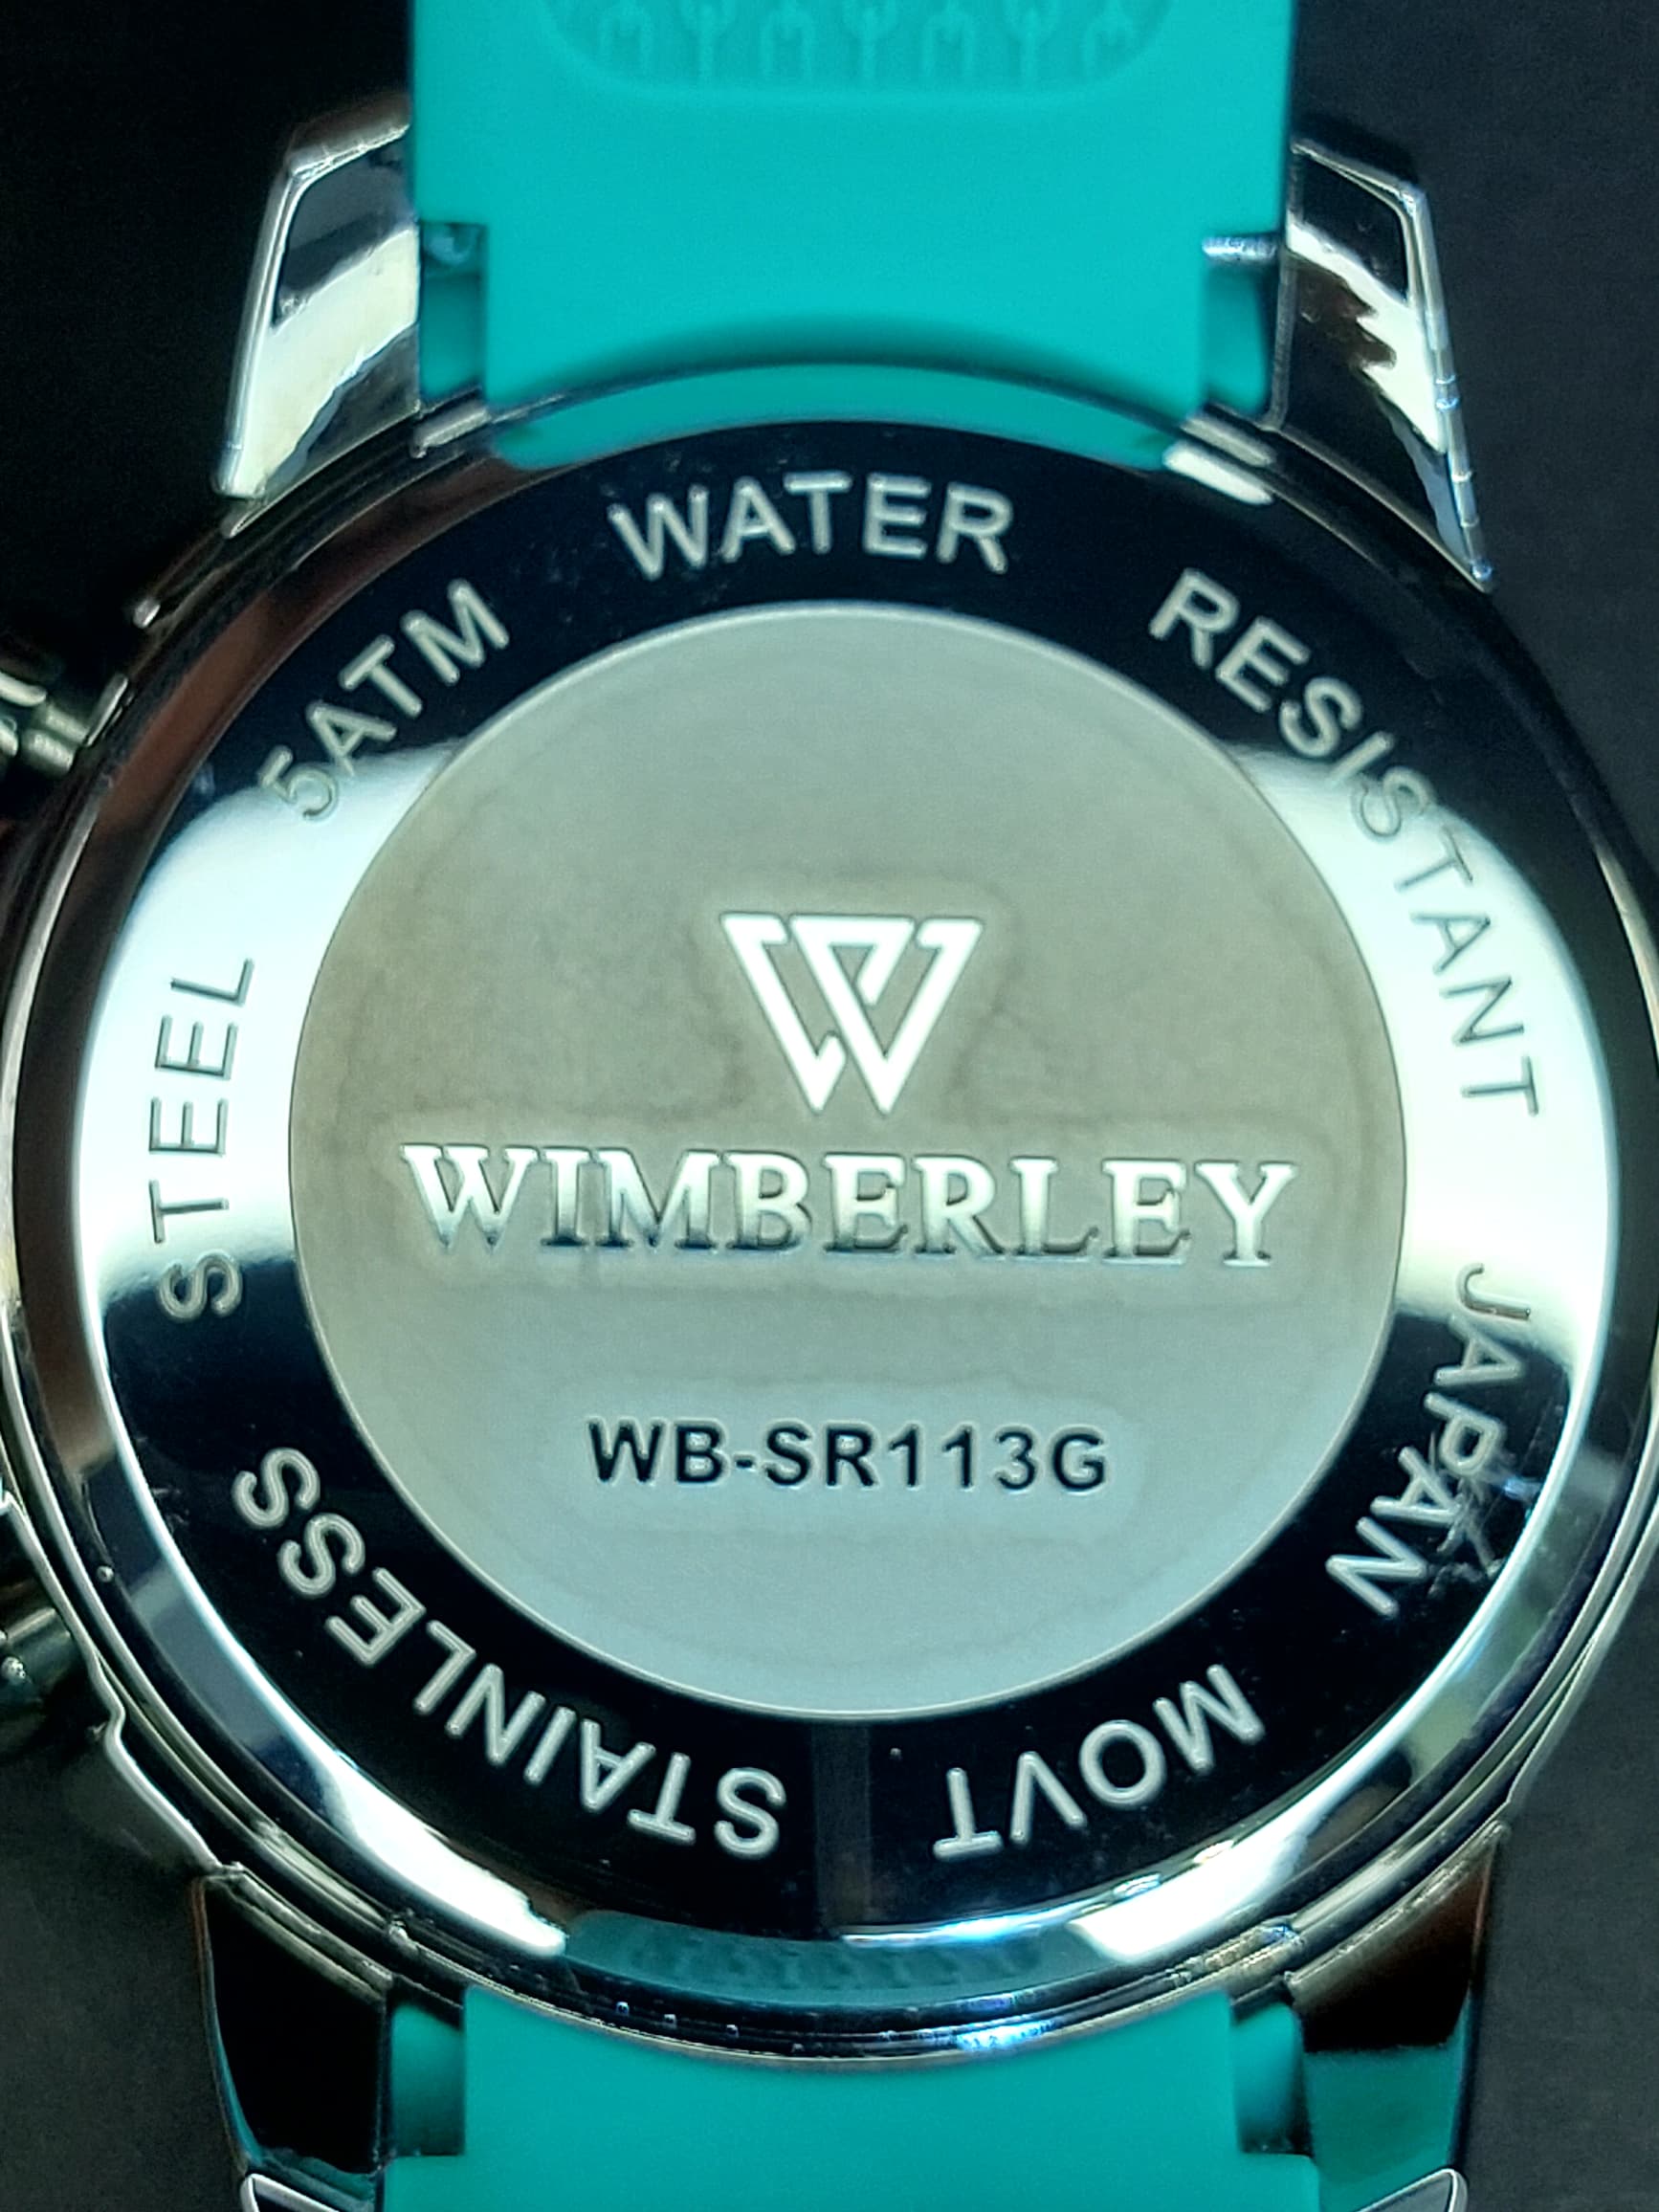 5ATM WATER RESISTANT JAPAN MOVT STAINLESS STEEL
W
WIMBERLEY
WB-SR113G